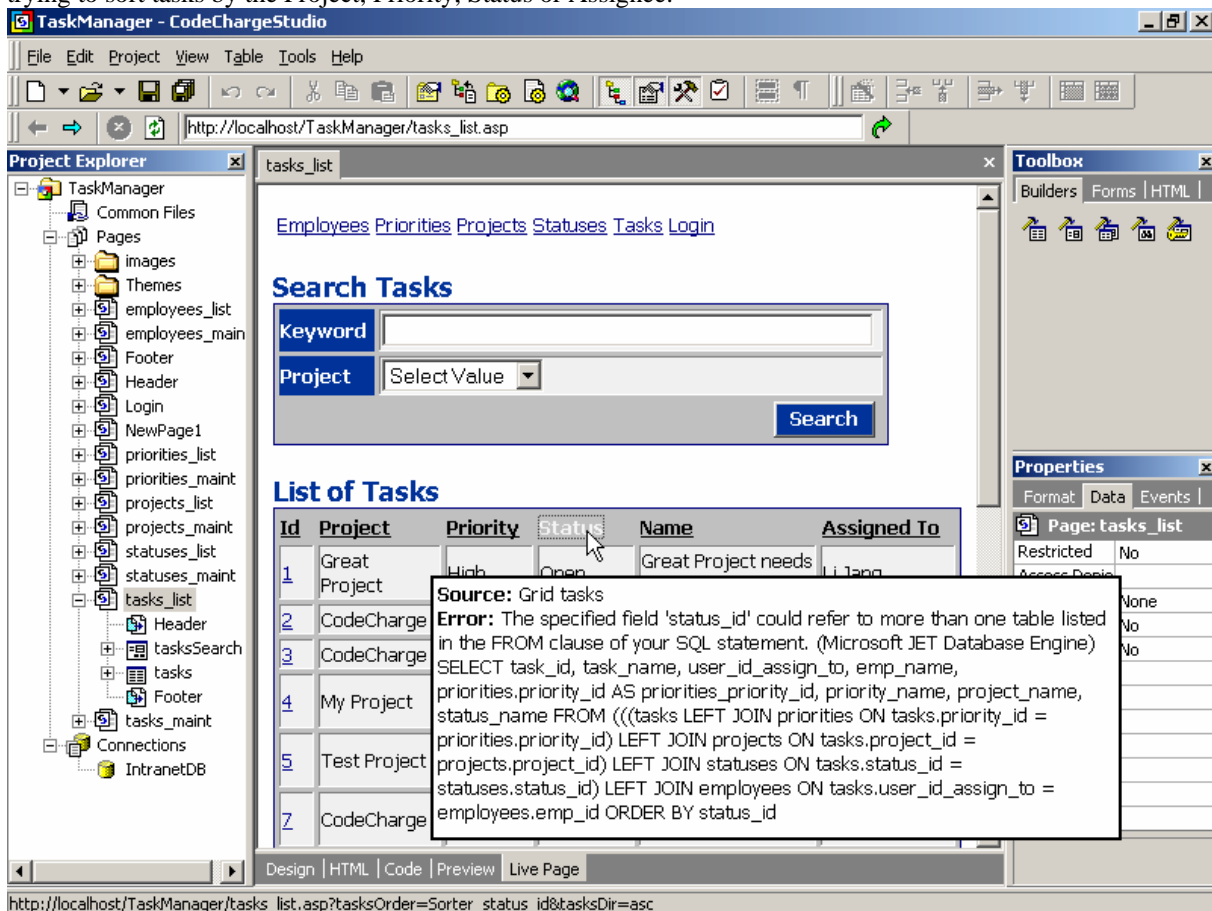 trying to sort tasks by the Project, Priority, Status or Assignee.
TaskManager - CodeChargeStudio
File Edit Project View Table Tools Help
http://localhost/TaskManager/tasks_list.asp
Project Explorer
TaskManager
Common Files
Pages
images
Themes
employees_list
employees_main
Footer
Header
Login
NewPage1
priorities_list
priorities_maint
projects_list
projects_maint
statuses_list
statuses_maint
tasks_list
Header
tasksSearch
tasks
Footer
tasks_maint
Connections
IntranetDB
tasks_list
Employees Priorities Projects Statuses Tasks Login
Search Tasks
Keyword
Project Select Value
Search
List of Tasks
Id Project Priority Status Name Assigned To
1 Great Project High Open Great Project needs Li Jang
2 CodeCharge
3 CodeCharge
4 My Project
5 Test Project
7 CodeCharge
Source: Grid tasks
Error: The specified field 'status_id' could refer to more than one table listed
in the FROM clause of your SQL statement. (Microsoft JET Database Engine)
SELECT task_id, task_name, user_id_assign_to, emp_name,
priorities.priority_id AS priorities_priority_id, priority_name, project_name,
status_name FROM (((tasks LEFT JOIN priorities ON tasks.priority_id =
priorities.priority_id) LEFT JOIN projects ON tasks.project_id =
projects.project_id) LEFT JOIN statuses ON tasks.status_id =
statuses.status_id) LEFT JOIN employees ON tasks.user_id_assign_to =
employees.emp_id ORDER BY status_id
Design HTML Code Preview Live Page
Toolbox
Builders Forms HTML
Properties
Format Data Events
Page: tasks_list
Restricted No
None
No
No
http://localhost/TaskManager/tasks_list.asp?tasksOrder=Sorter_status_id&tasksDir=asc